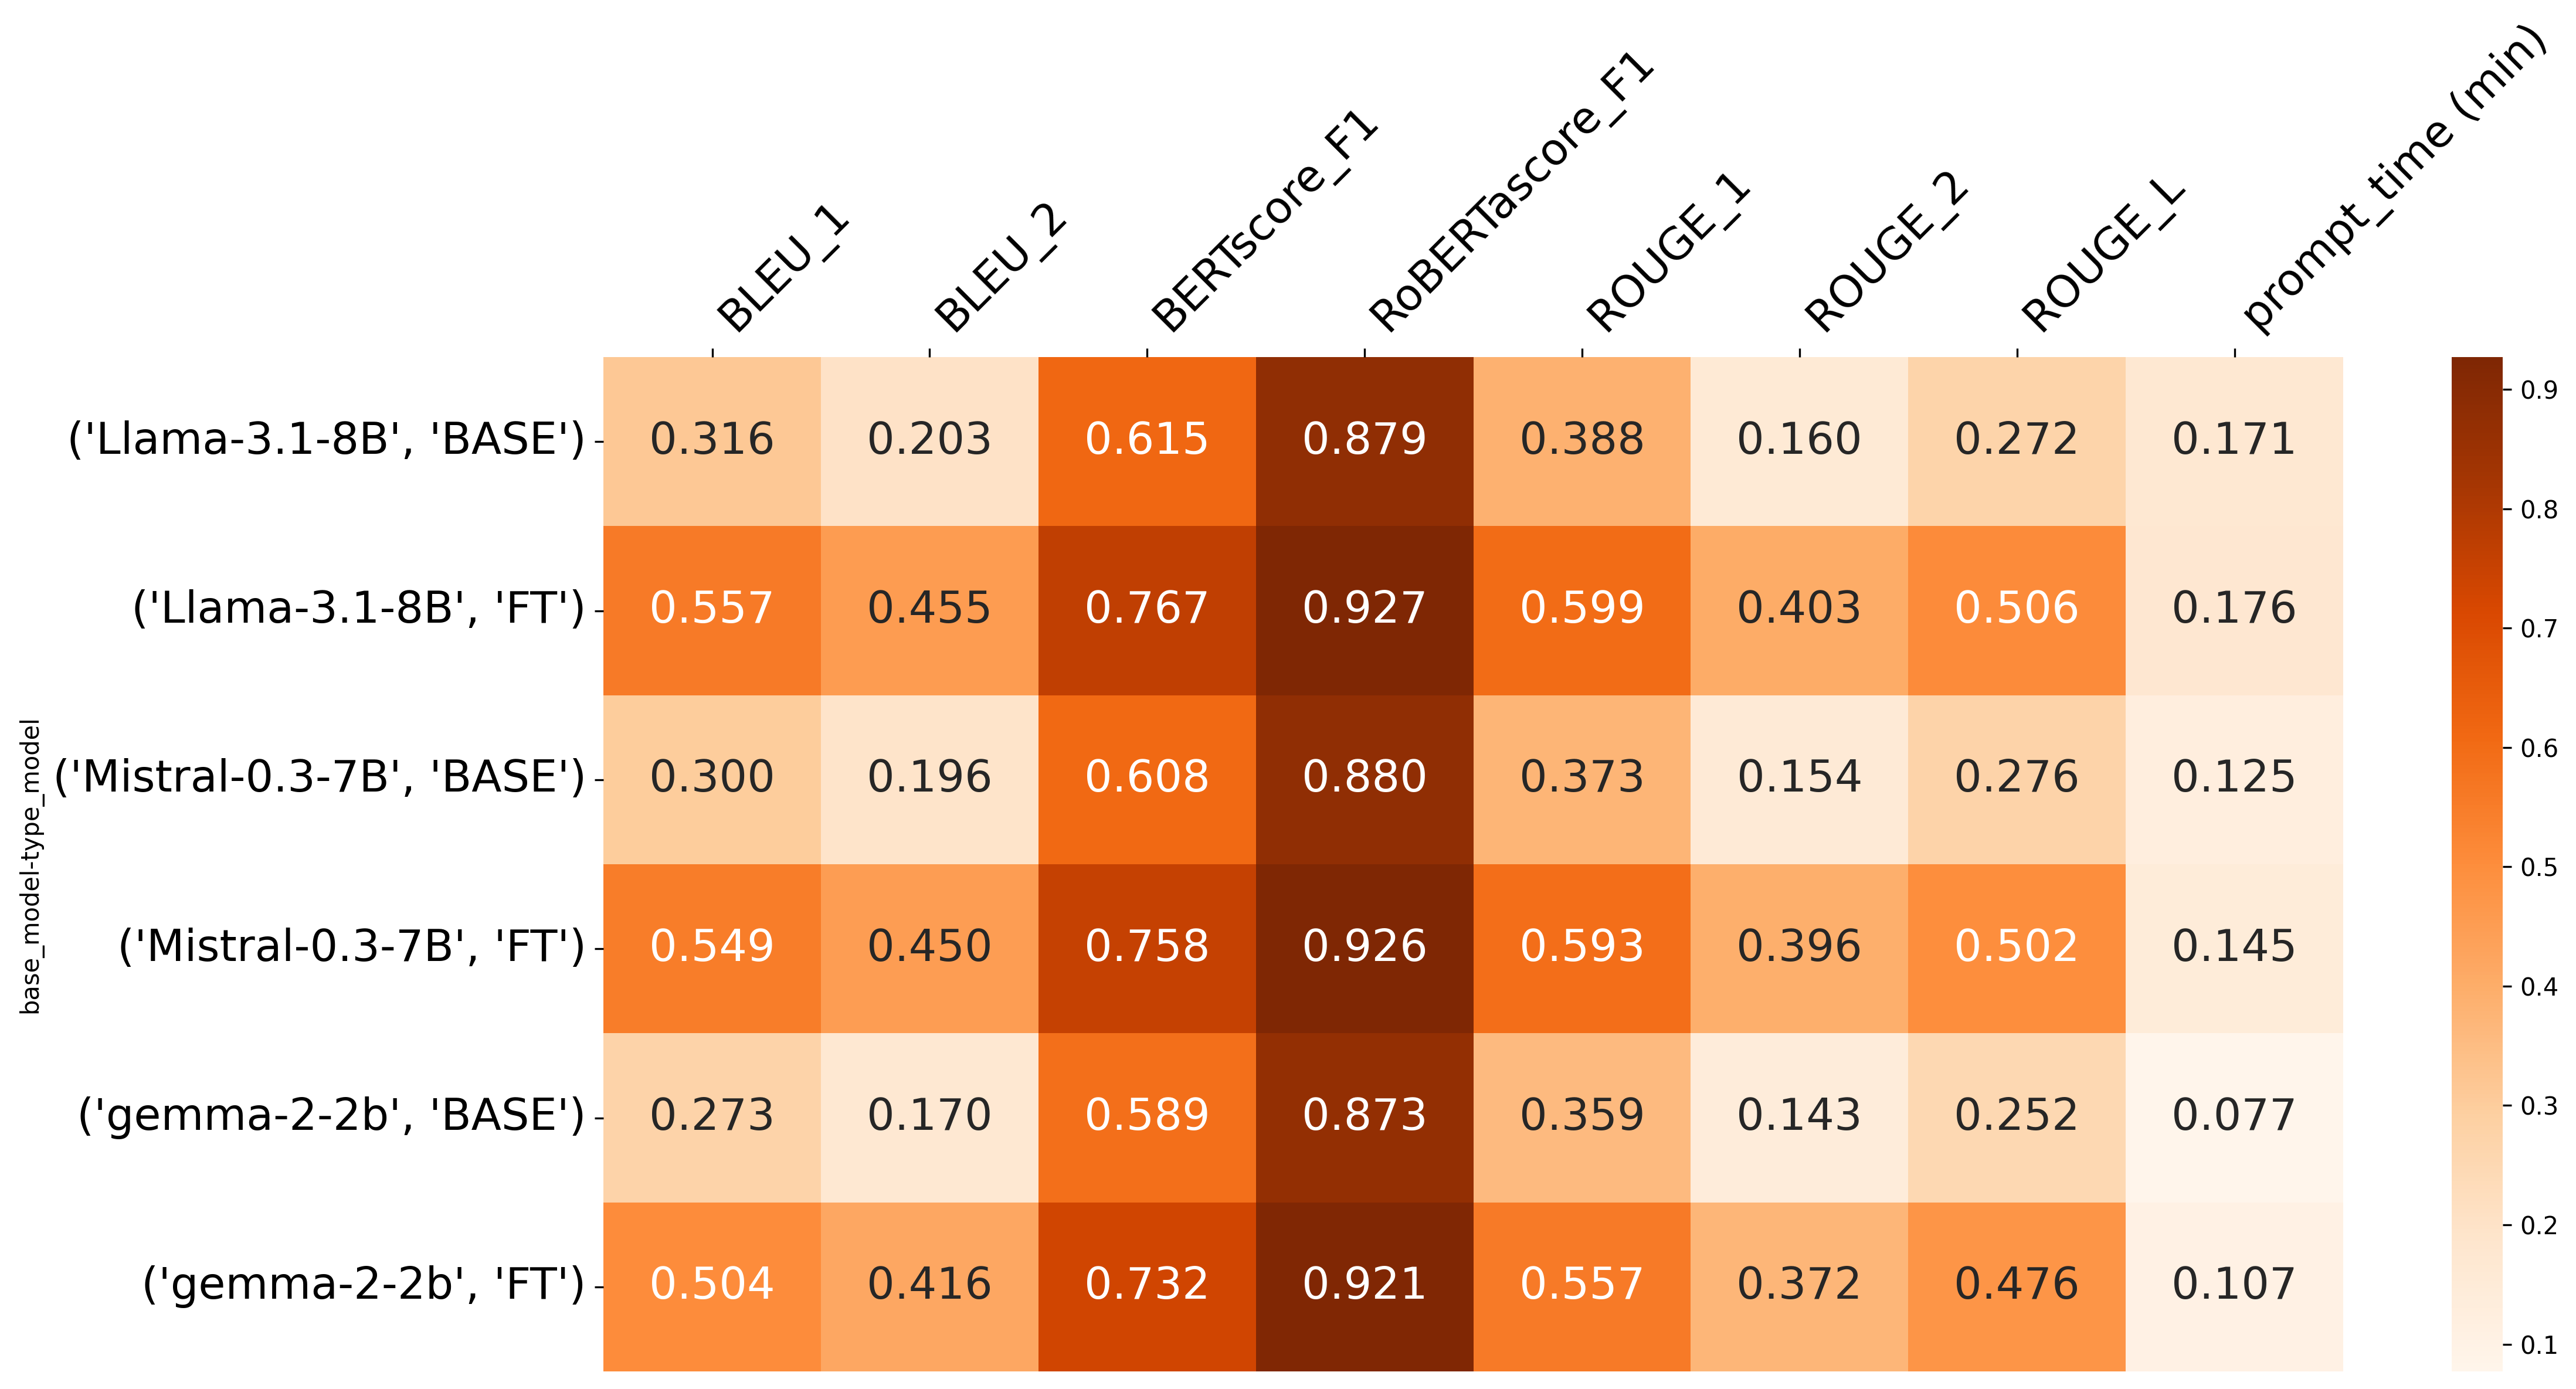 BLEU_1 BLEU_2 BERTscore_F1 RoBERTascore_F1 ROUGE_1 ROUGE_2 ROUGE_L prompt_time (min)
('Llama-3.1-8B', 'BASE') 0.316 0.203 0.615 0.879 0.388 0.160 0.272 0.171
('Llama-3.1-8B', 'FT') 0.557 0.455 0.767 0.927 0.599 0.403 0.506 0.176
('Mistral-0.3-7B', 'BASE') 0.300 0.196 0.608 0.880 0.373 0.154 0.276 0.125
('Mistral-0.3-7B', 'FT') 0.549 0.450 0.758 0.926 0.593 0.396 0.502 0.145
('gemma-2-2b', 'BASE') 0.273 0.170 0.589 0.873 0.359 0.143 0.252 0.077
('gemma-2-2b', 'FT') 0.504 0.416 0.732 0.921 0.557 0.372 0.476 0.107
base_model-type_model
0.9
0.8
0.7
0.6
0.5
0.4
0.3
0.2
0.1